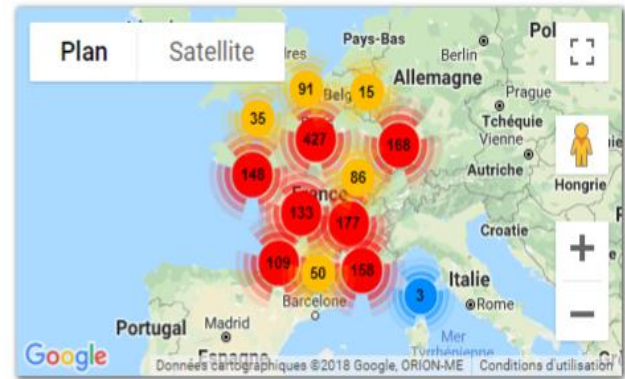 Plan
Satellite
Pays-Bas
Berlin
Allemagne
Prague
Tchéquie
Vienne
Autriche
Hongrie
91
15
35
427
168
148
86
France
133
177
109
50
158
3
Croatie
Italie
Rome
Barcelone
Portugal
Madrid
Espagne
Mer
Tyrrhénienne
Google
Données cartographiques ©2018 Google, ORION-ME
Conditions d'utilisation